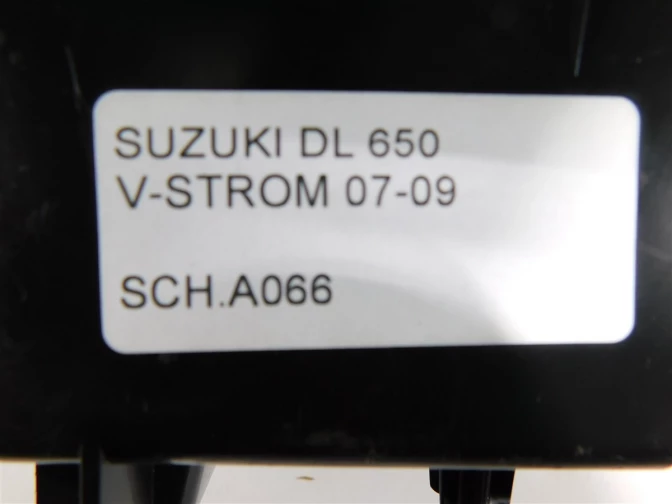 SUZUKI DL 650
V-STROM 07-09
SCH.A066